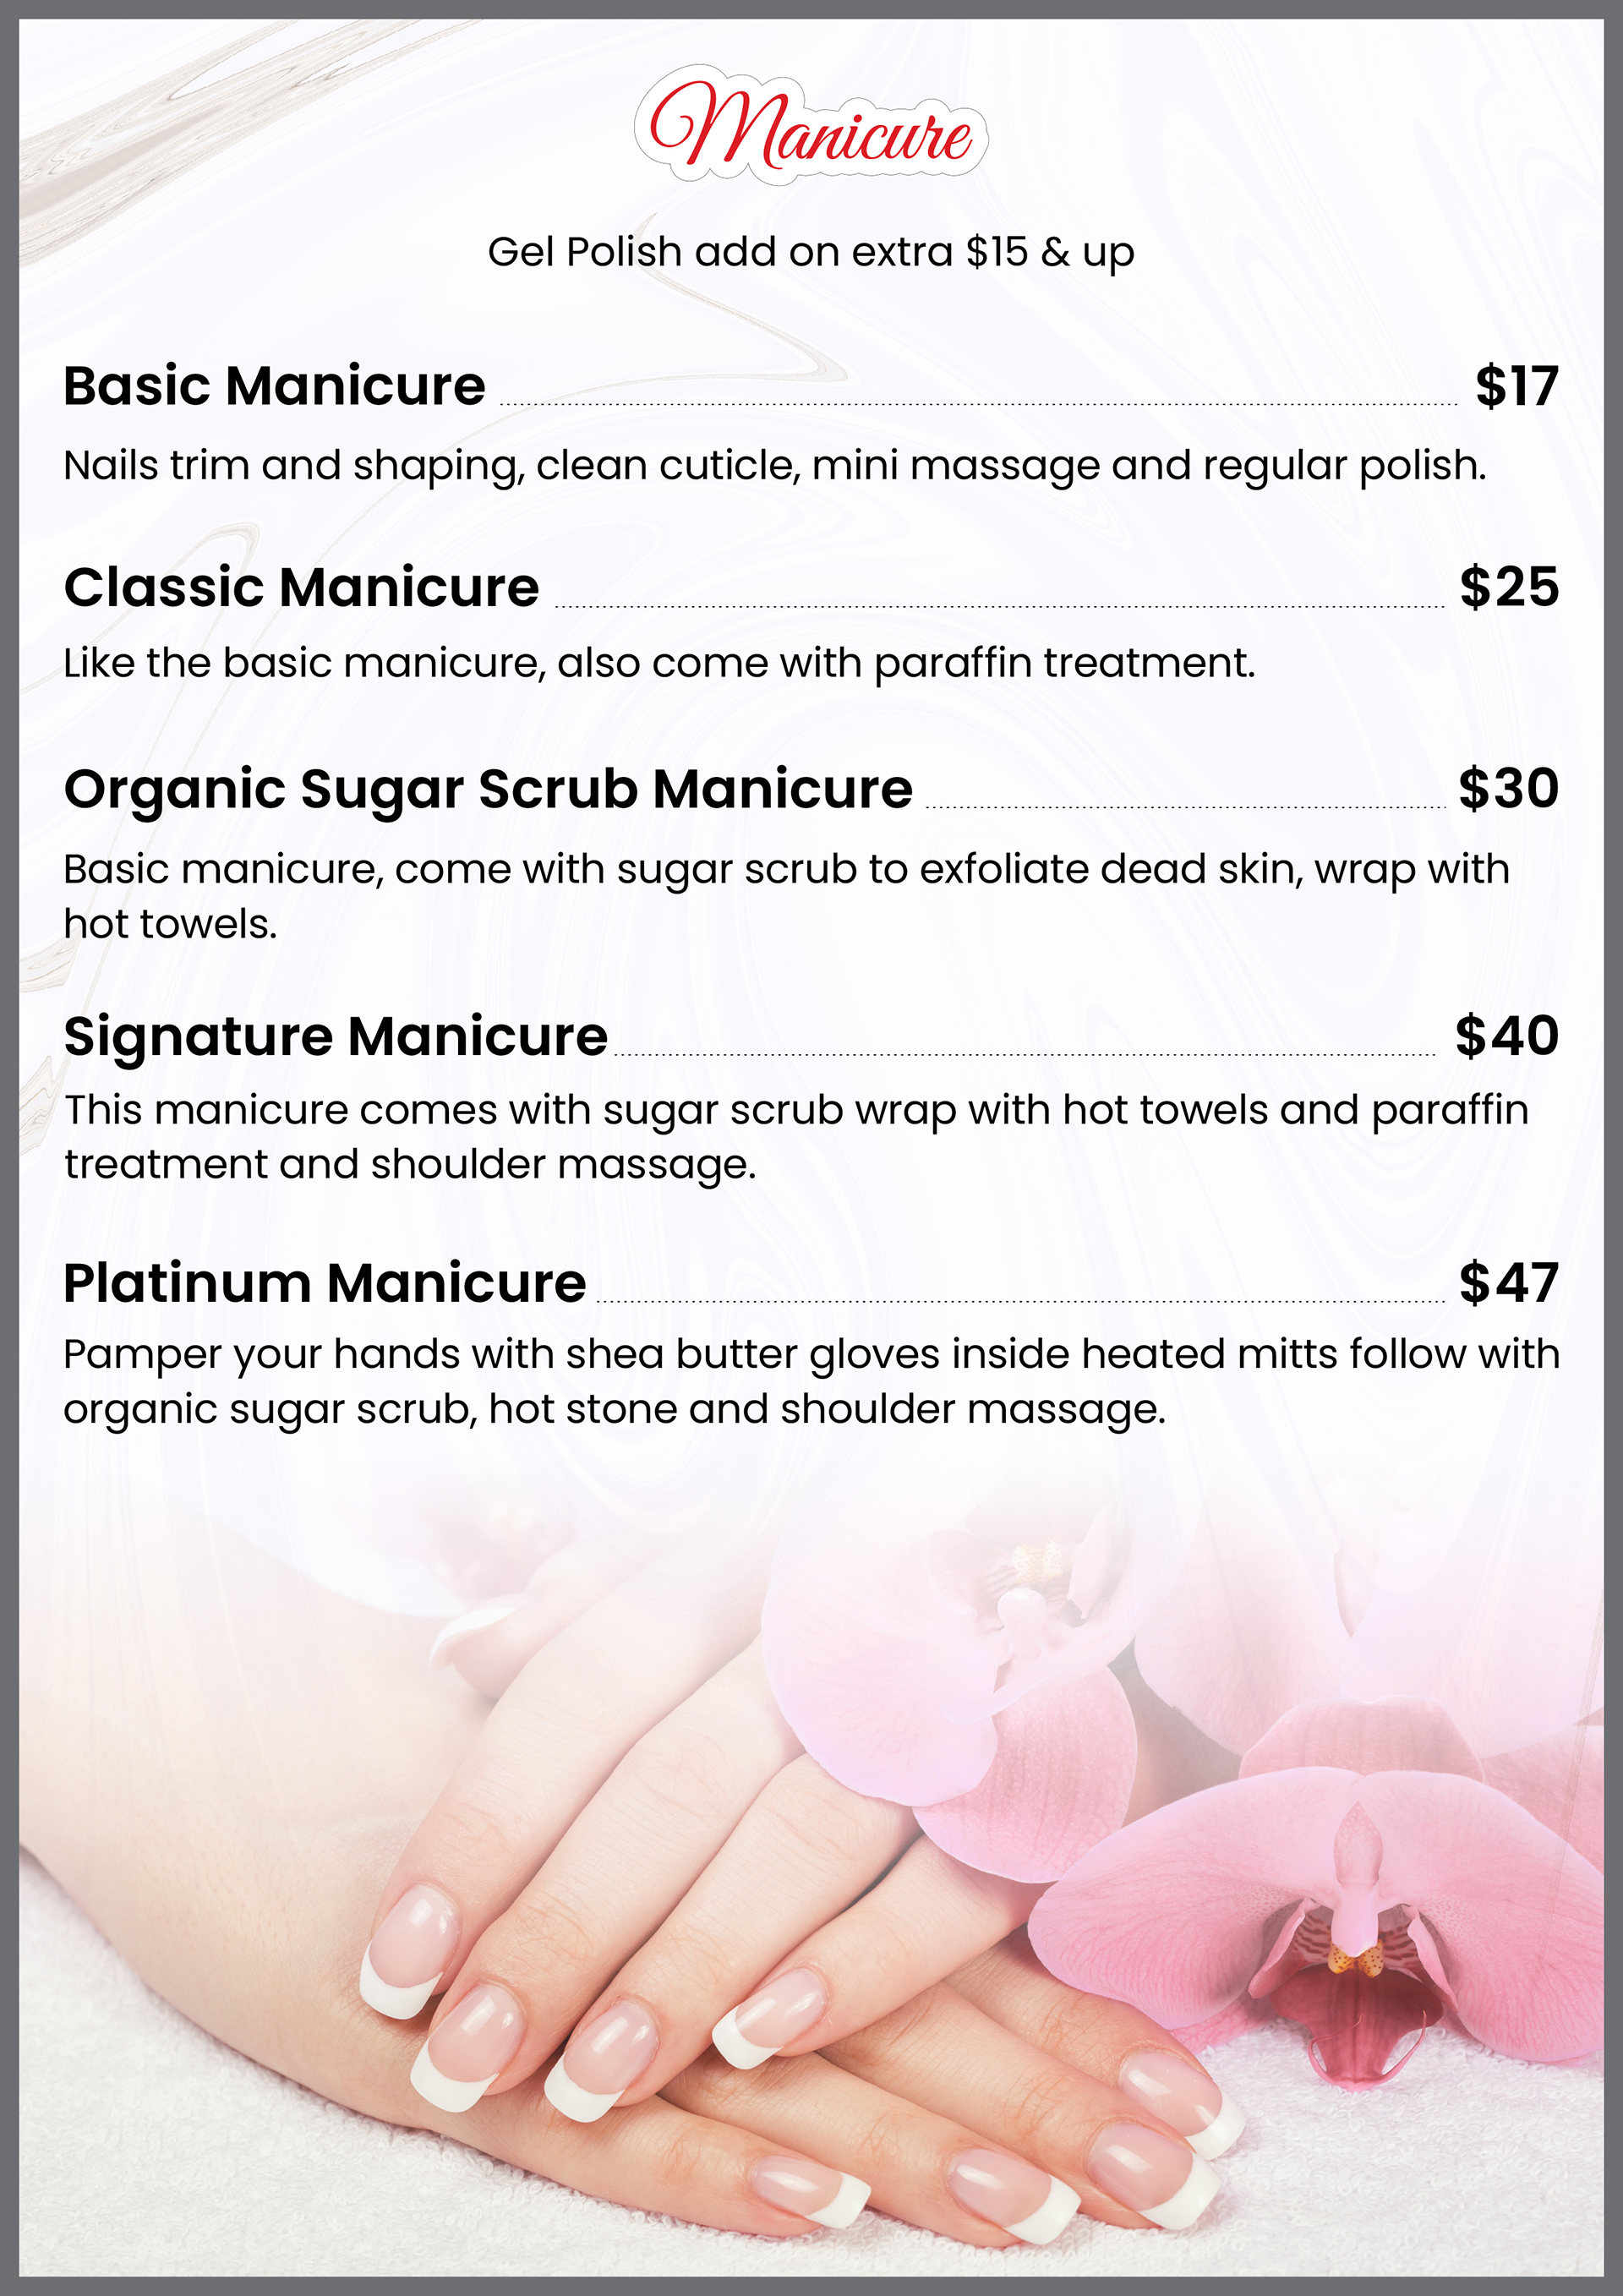 Manicure
Gel Polish add on extra $15 & up
Basic Manicure $17
Nails trim and shaping, clean cuticle, mini massage and regular polish.
Classic Manicure $25
Like the basic manicure, also come with paraffin treatment.
Organic Sugar Scrub Manicure $30
Basic manicure, come with sugar scrub to exfoliate dead skin, wrap with
hot towels.
Signature Manicure $40
This manicure comes with sugar scrub wrap with hot towels and paraffin
treatment and shoulder massage.
Platinum Manicure $47
Pamper your hands with shea butter gloves inside heated mitts follow with
organic sugar scrub, hot stone and shoulder massage.